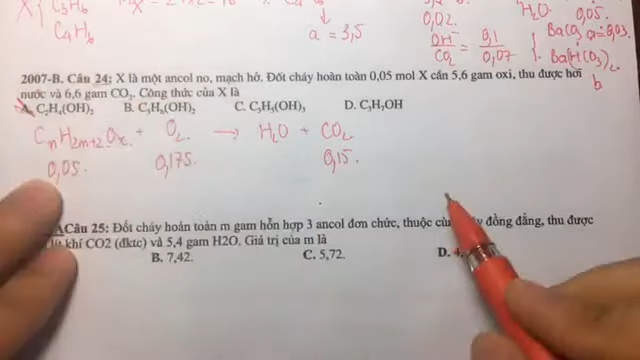 X C₃H₆
C₄H₆
a = 3,5
0,02.
OH⁻ / CO₂ = 0,1 / 0,07
H₂O. 0,05.
BaCO₃ a = 0,03.
Ba(HCO₃)₂
b
2007-B. Câu 24: X là một ancol no, mạch hở. Đốt cháy hoàn toàn 0,05 mol X cần 5,6 gam oxi, thu được hơi
nước và 6,6 gam CO₂. Công thức của X là
A. C₂H₄(OH)₂ B. C₃H₆(OH)₂ C. C₃H₅(OH)₃ D. C₃H₇OH
CₙH₂ₙ₊₂Oₓ + O₂ → H₂O + CO₂
0,05. 0,175. 0,15.
Câu 25: Đốt cháy hoàn toàn m gam hỗn hợp 3 ancol đơn chức, thuộc đồng đẳng, thu được
khí CO2 (đktc) và 5,4 gam H2O. Giá trị của m là
B. 7,42. C. 5,72. D. 4